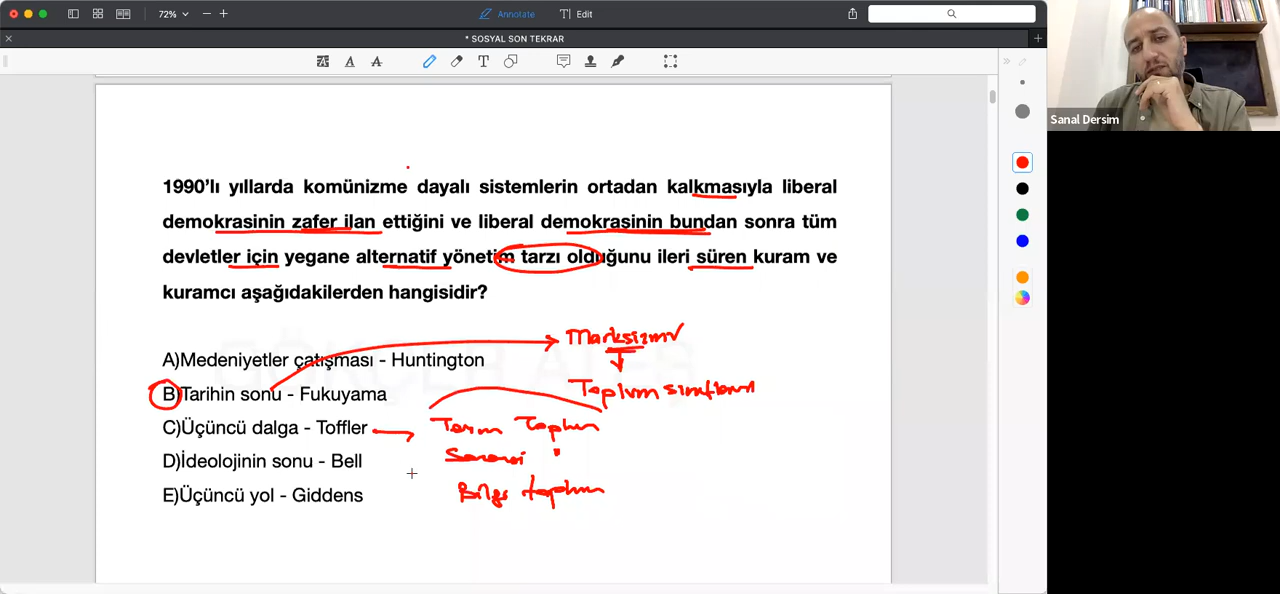 72%
Annotate
Edit
* SOSYAL SON TEKRAR
Sanal Dersim
1990'lı yıllarda komünizme dayalı sistemlerin ortadan kalkmasıyla liberal
demokrasinin zafer ilan ettiğini ve liberal demokrasinin bundan sonra tüm
devletler için yegane alternatif yönetim tarzı olduğunu ileri süren kuram ve
kuramcı aşağıdakilerden hangisidir?
Marksizm
A)Medeniyetler çatışması - Huntington
B)Tarihin sonu - Fukuyama
Toplum sınıfları
C)Üçüncü dalga - Toffler
Tarım Toplum
D)İdeolojinin sonu - Bell
Sanayi "
E)Üçüncü yol - Giddens
Bilgi toplum